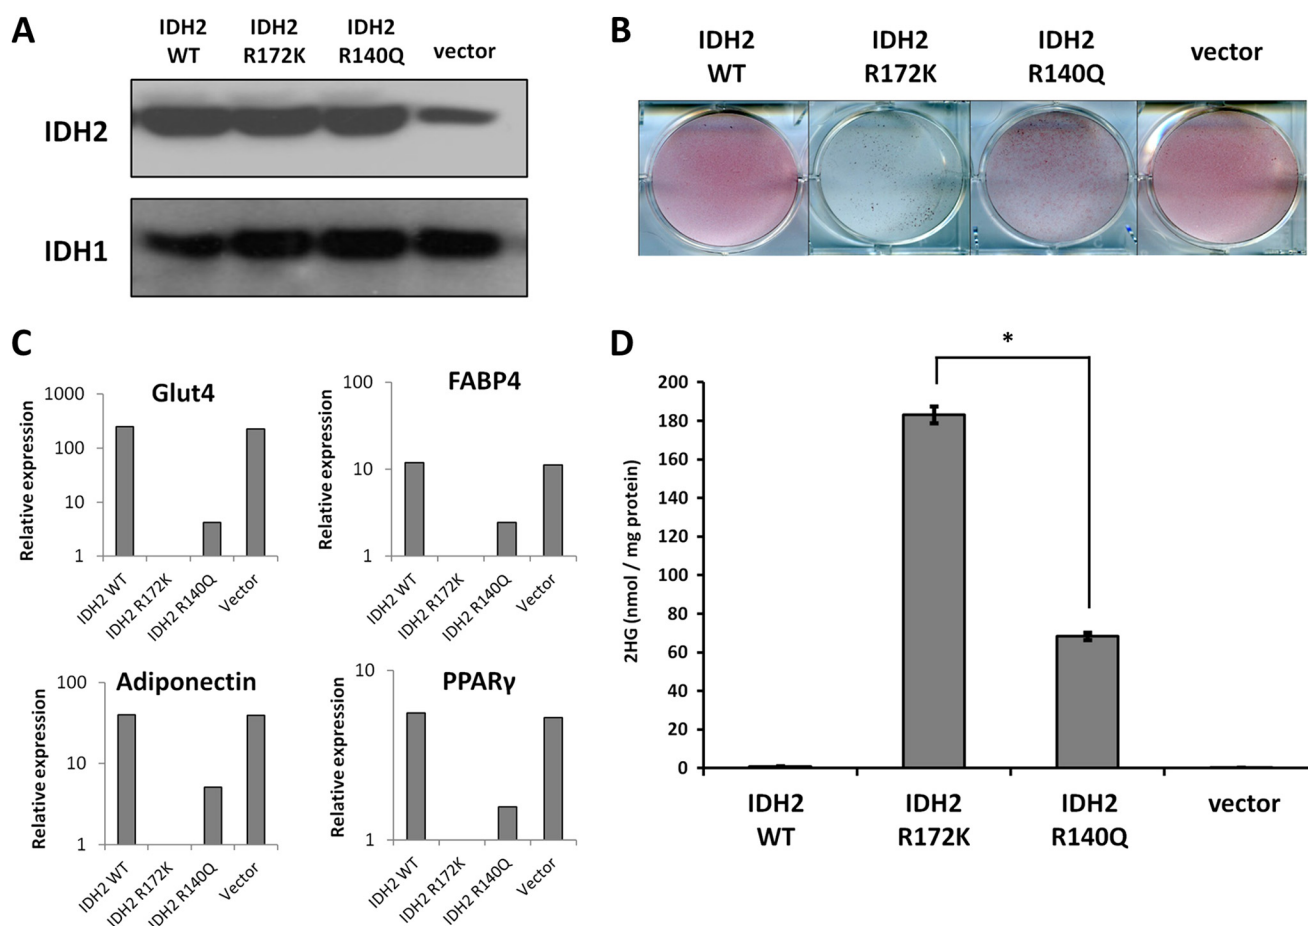 A
IDH2 WT
IDH2 R172K
IDH2 R140Q
vector
IDH2
IDH1
B
IDH2 WT
IDH2 R172K
IDH2 R140Q
vector
C
Glut4
Relative expression
1000
100
10
1
IDH2 WT
IDH2 R172K
IDH2 R140Q
Vector
FABP4
Relative expression
100
10
1
IDH2 WT
IDH2 R172K
IDH2 R140Q
Vector
Adiponectin
Relative expression
100
10
1
IDH2 WT
IDH2 R172K
IDH2 R140Q
Vector
PPARγ
Relative expression
10
1
IDH2 WT
IDH2 R172K
IDH2 R140Q
Vector
D
*
2HG (nmol / mg protein)
200
180
160
140
120
100
80
60
40
20
0
IDH2 WT
IDH2 R172K
IDH2 R140Q
vector